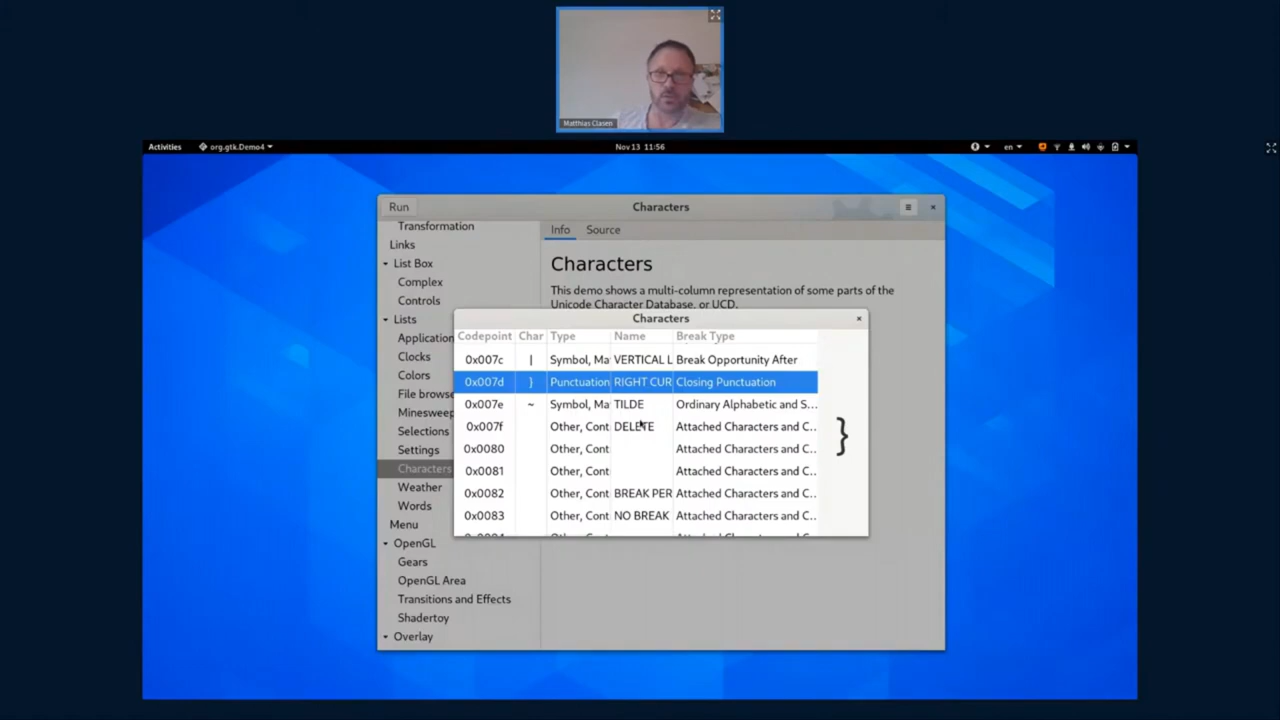 Matthias Clasen
Activities org.gtk.Demo4 Nov 13 11:56 en
Run Characters
Transformation
Links
List Box
Complex
Controls
Lists
Application
Clocks
Colors
File browse
Minesweep
Selections
Settings
Characters
Weather
Words
Menu
OpenGL
Gears
OpenGL Area
Transitions and Effects
Shadertoy
Overlay
Info Source
Characters
This demo shows a multi-column representation of some parts of the
Unicode Character Database, or UCD.
Characters
Codepoint Char Type Name Break Type
0x007c | Symbol, Ma VERTICAL L Break Opportunity After
0x007d } Punctuation RIGHT CUR Closing Punctuation
0x007e ~ Symbol, Ma TILDE Ordinary Alphabetic and S...
0x007f Other, Cont DELETE Attached Characters and C...
0x0080 Other, Cont Attached Characters and C...
0x0081 Other, Cont Attached Characters and C...
0x0082 Other, Cont BREAK PER Attached Characters and C...
0x0083 Other, Cont NO BREAK Attached Characters and C...
}